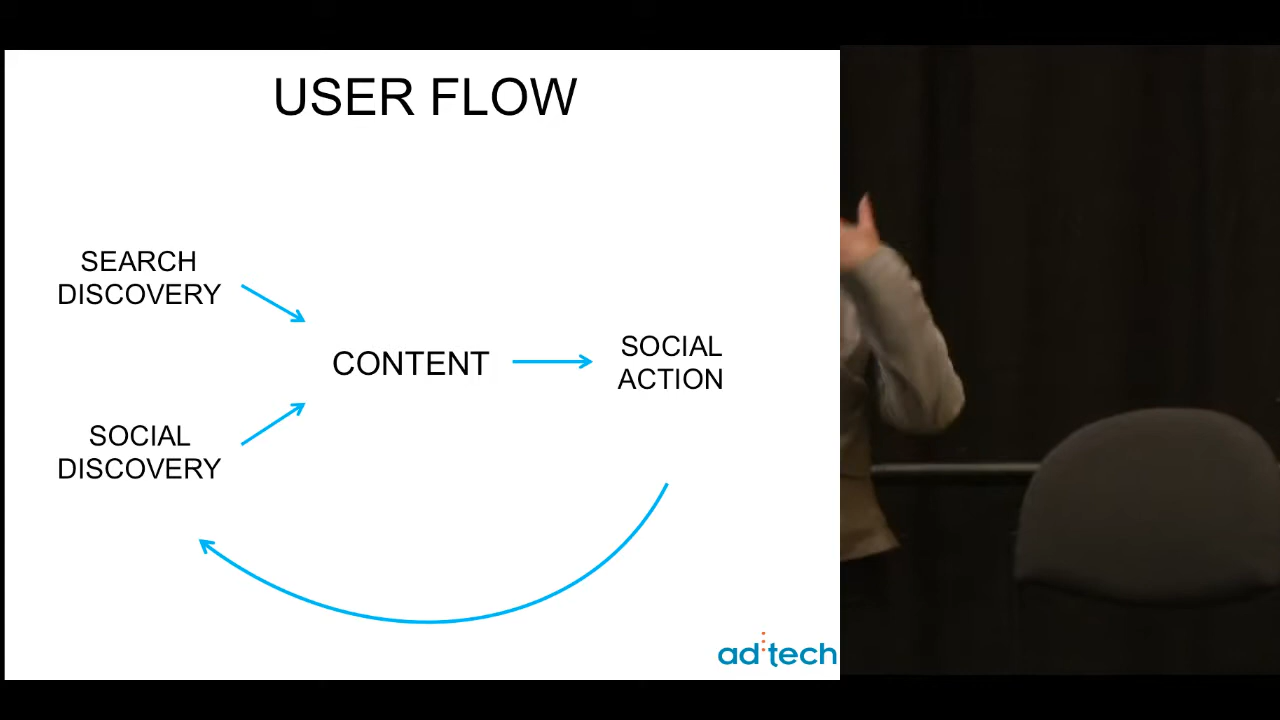 USER FLOW
SEARCH
DISCOVERY
CONTENT
SOCIAL
ACTION
SOCIAL
DISCOVERY
ad:tech